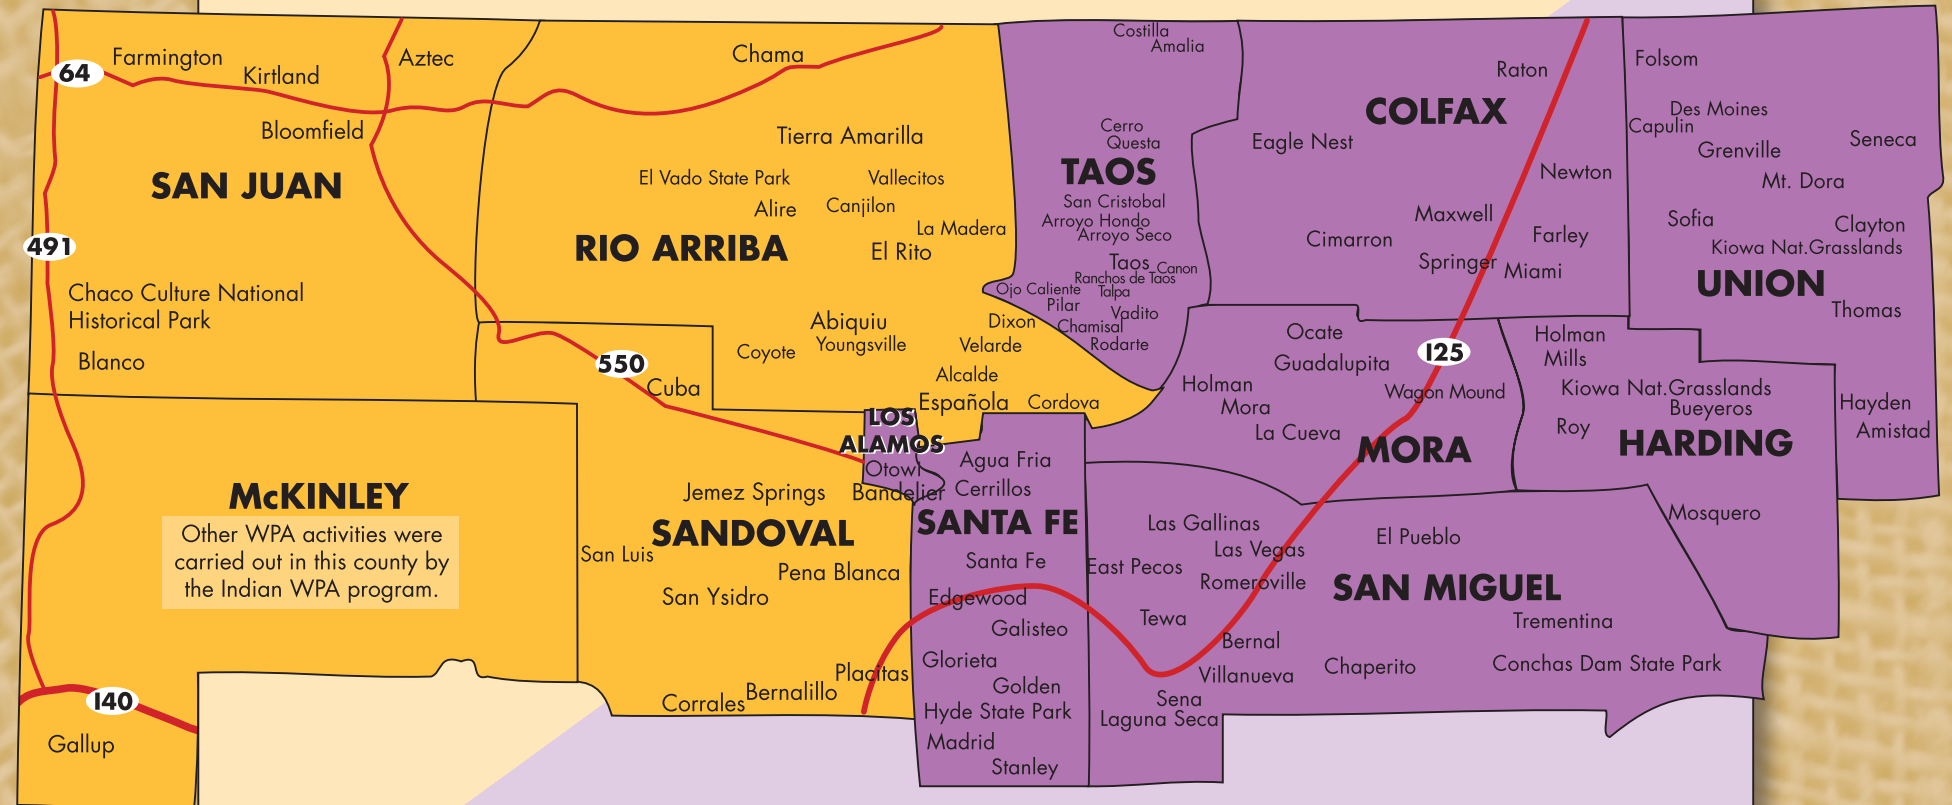 64
Farmington
Kirtland
Aztec
Bloomfield
SAN JUAN
491
Chaco Culture National
Historical Park
Blanco
Chama
Tierra Amarilla
El Vado State Park
Vallecitos
Alire
Canjilon
La Madera
RIO ARRIBA
El Rito
Abiquiu
Youngsville
Coyote
Dixon
Velarde
Alcalde
Española
Cordova
550
Cuba
McKINLEY
Other WPA activities were
carried out in this county by
the Indian WPA program.
I40
Gallup
Jemez Springs
SANDOVAL
San Luis
Pena Blanca
San Ysidro
Placitas
Bernalillo
Corrales
LOS
ALAMOS
Otowi
Bandelier
Costilla
Amalia
Cerro
Questa
TAOS
San Cristobal
Arroyo Hondo
Arroyo Seco
Taos
Canon
Ranchos de Taos
Ojo Caliente
Talpa
Pilar
Vadito
Chamisal
Rodarte
Agua Fria
Cerrillos
SANTA FE
Santa Fe
Edgewood
Galisteo
Glorieta
Golden
Hyde State Park
Madrid
Stanley
Raton
COLFAX
Eagle Nest
Newton
Maxwell
Cimarron
Farley
Springer
Miami
Folsom
Des Moines
Capulin
Seneca
Grenville
Mt. Dora
Sofia
Clayton
Kiowa Nat.Grasslands
UNION
Thomas
Hayden
Amistad
Ocate
Guadalupita
I25
Holman
Mora
Wagon Mound
La Cueva
MORA
Holman
Mills
Kiowa Nat.Grasslands
Bueyeros
Roy
HARDING
Mosquero
Las Gallinas
Las Vegas
El Pueblo
East Pecos
Romeroville
SAN MIGUEL
Tewa
Trementina
Bernal
Villanueva
Chaperito
Conchas Dam State Park
Sena
Laguna Seca